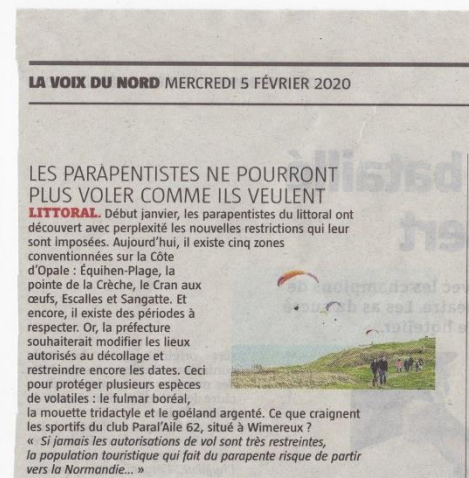 LA VOIX DU NORD MERCREDI 5 FÉVRIER 2020
LES PARAPENTISTES NE POURRONT
PLUS VOLER COMME ILS VEULENT
LITTORAL. Début janvier, les parapentistes du littoral ont
découvert avec perplexité les nouvelles restrictions qui leur
sont imposées. Aujourd'hui, il existe cinq zones
conventionnées sur la Côte
d'Opale : Équihen-Plage, la
pointe de la Crèche, le Cran aux
œufs, Escalles et Sangatte. Et
encore, il existe des périodes à
respecter. Or, la préfecture
souhaiterait modifier les lieux
autorisés au décollage et
restreindre encore les dates. Ceci
pour protéger plusieurs espèces
de volatiles : le fulmar boréal,
la mouette tridactyle et le goéland argenté. Ce que craignent
les sportifs du club Paral'Aile 62, situé à Wimereux ?
« Si jamais les autorisations de vol sont très restreintes,
la population touristique qui fait du parapente risque de partir
vers la Normandie... »